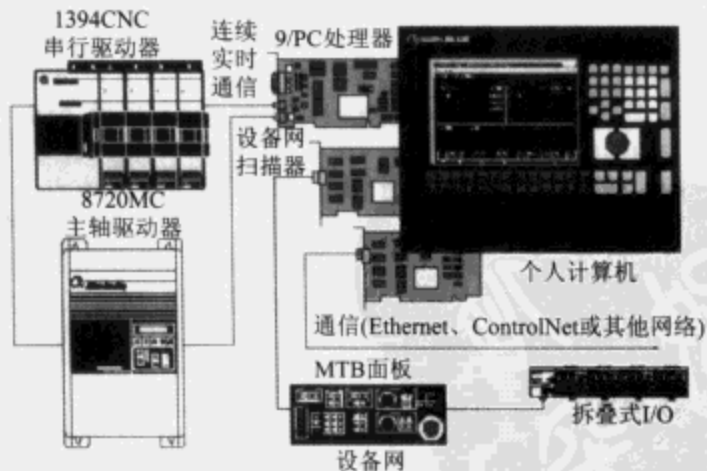 1394CNC
串行驱动器
连续
实时
通信
9/PC处理器
设备网
扫描器
8720MC
主轴驱动器
个人计算机
通信(Ethernet、ControlNet或其他网络)
MTB面板
拆叠式I/O
设备网